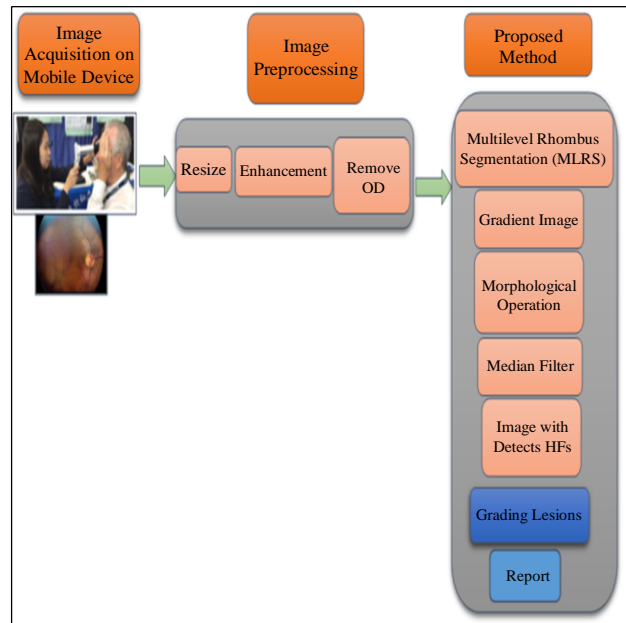 Image
Acquisition on
Mobile Device
Image
Preprocessing
Proposed
Method
Resize
Enhancement
Remove
OD
Multilevel Rhombus
Segmentation (MLRS)
Gradient Image
Morphological
Operation
Median Filter
Image with
Detects HFs
Grading Lesions
Report